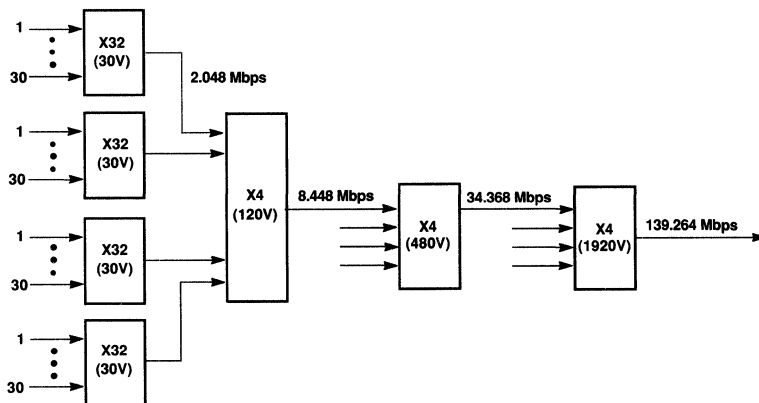 1
30
X32
(30V)
2.048 Mbps
1
30
X32
(30V)
1
30
X32
(30V)
1
30
X32
(30V)
X4
(120V)
8.448 Mbps
X4
(480V)
34.368 Mbps
X4
(1920V)
139.264 Mbps